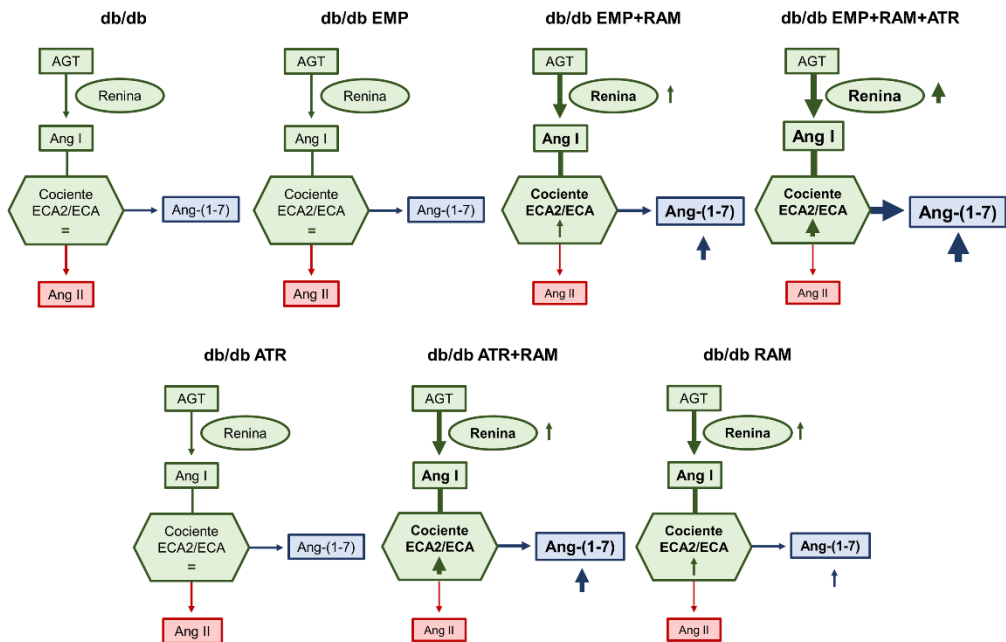 db/db
AGT
Renina
Ang I
Cociente
ECA2/ECA
=
Ang-(1-7)
Ang II
db/db EMP
AGT
Renina
Ang I
Cociente
ECA2/ECA
=
Ang-(1-7)
Ang II
db/db EMP+RAM
AGT
Renina
Ang I
Cociente
ECA2/ECA
Ang-(1-7)
Ang II
db/db EMP+RAM+ATR
AGT
Renina
Ang I
Cociente
ECA2/ECA
Ang-(1-7)
Ang II
db/db ATR
AGT
Renina
Ang I
Cociente
ECA2/ECA
=
Ang-(1-7)
Ang II
db/db ATR+RAM
AGT
Renina
Ang I
Cociente
ECA2/ECA
Ang-(1-7)
Ang II
db/db RAM
AGT
Renina
Ang I
Cociente
ECA2/ECA
Ang-(1-7)
Ang II